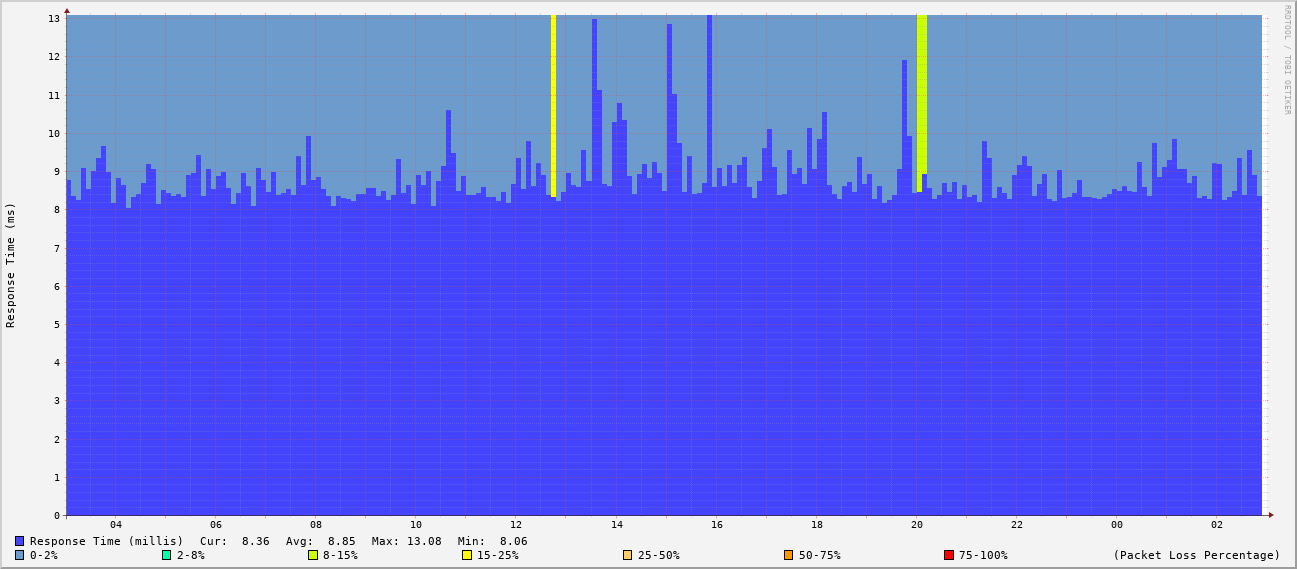 RRDTOOL / TOBI OETIKER
Response Time (ms)
13
12
11
10
9
8
7
6
5
4
3
2
1
0
04 06 08 10 12 14 16 18 20 22 00 02
Response Time (millis) Cur: 8.36 Avg: 8.85 Max: 13.08 Min: 8.06
0-2% 2-8% 8-15% 15-25% 25-50% 50-75% 75-100% (Packet Loss Percentage)